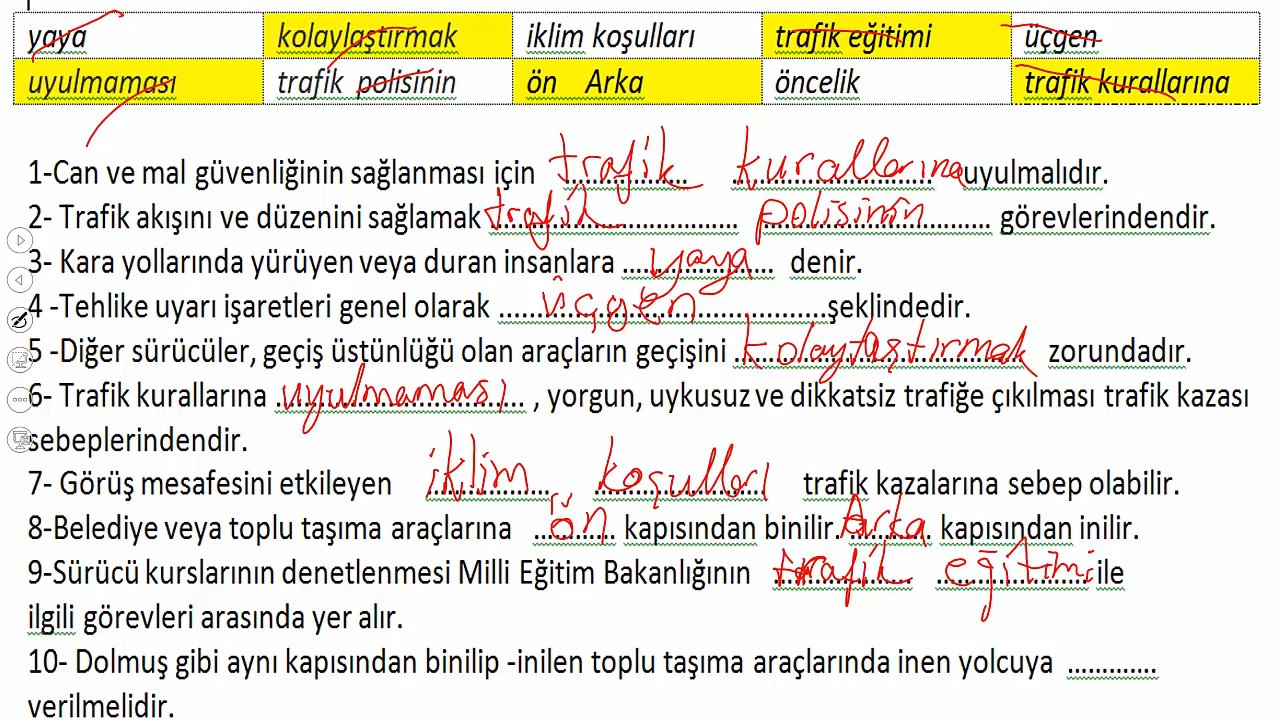 yaya kolaylaştırmak iklim koşulları trafik eğitimi üçgen
uyulmaması trafik polisinin ön Arka öncelik trafik kurallarına
1-Can ve mal güvenliğinin sağlanması için trafik kurallarına uyulmalıdır.
2- Trafik akışını ve düzenini sağlamak trafik polisinin görevlerindendir.
3- Kara yollarında yürüyen veya duran insanlara yaya denir.
4 -Tehlike uyarı işaretleri genel olarak üçgen şeklindedir.
5 -Diğer sürücüler, geçiş üstünlüğü olan araçların geçişini kolaylaştırmak zorundadır.
6- Trafik kurallarına uyulmaması, yorgun, uykusuz ve dikkatsiz trafiğe çıkılması trafik kazası
sebeplerindendir.
7- Görüş mesafesini etkileyen iklim koşulları trafik kazalarına sebep olabilir.
8-Belediye veya toplu taşıma araçlarına ön kapısından binilir. Arka kapısından inilir.
9-Sürücü kurslarının denetlenmesi Milli Eğitim Bakanlığının trafik eğitimi ile
ilgili görevleri arasında yer alır.
10- Dolmuş gibi aynı kapısından binilip -inilen toplu taşıma araçlarında inen yolcuya .............
verilmelidir.